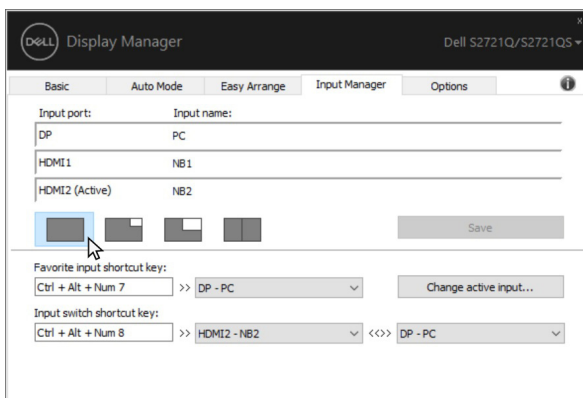 DELL Display Manager Dell S2721Q/S2721QS
Basic Auto Mode Easy Arrange Input Manager Options
Input port: Input name:
DP PC
HDMI1 NB1
HDMI2 (Active) NB2
Save
Favorite input shortcut key:
Ctrl + Alt + Num 7 >> DP - PC Change active input...
Input switch shortcut key:
Ctrl + Alt + Num 8 >> HDMI2 - NB2 <<>> DP - PC